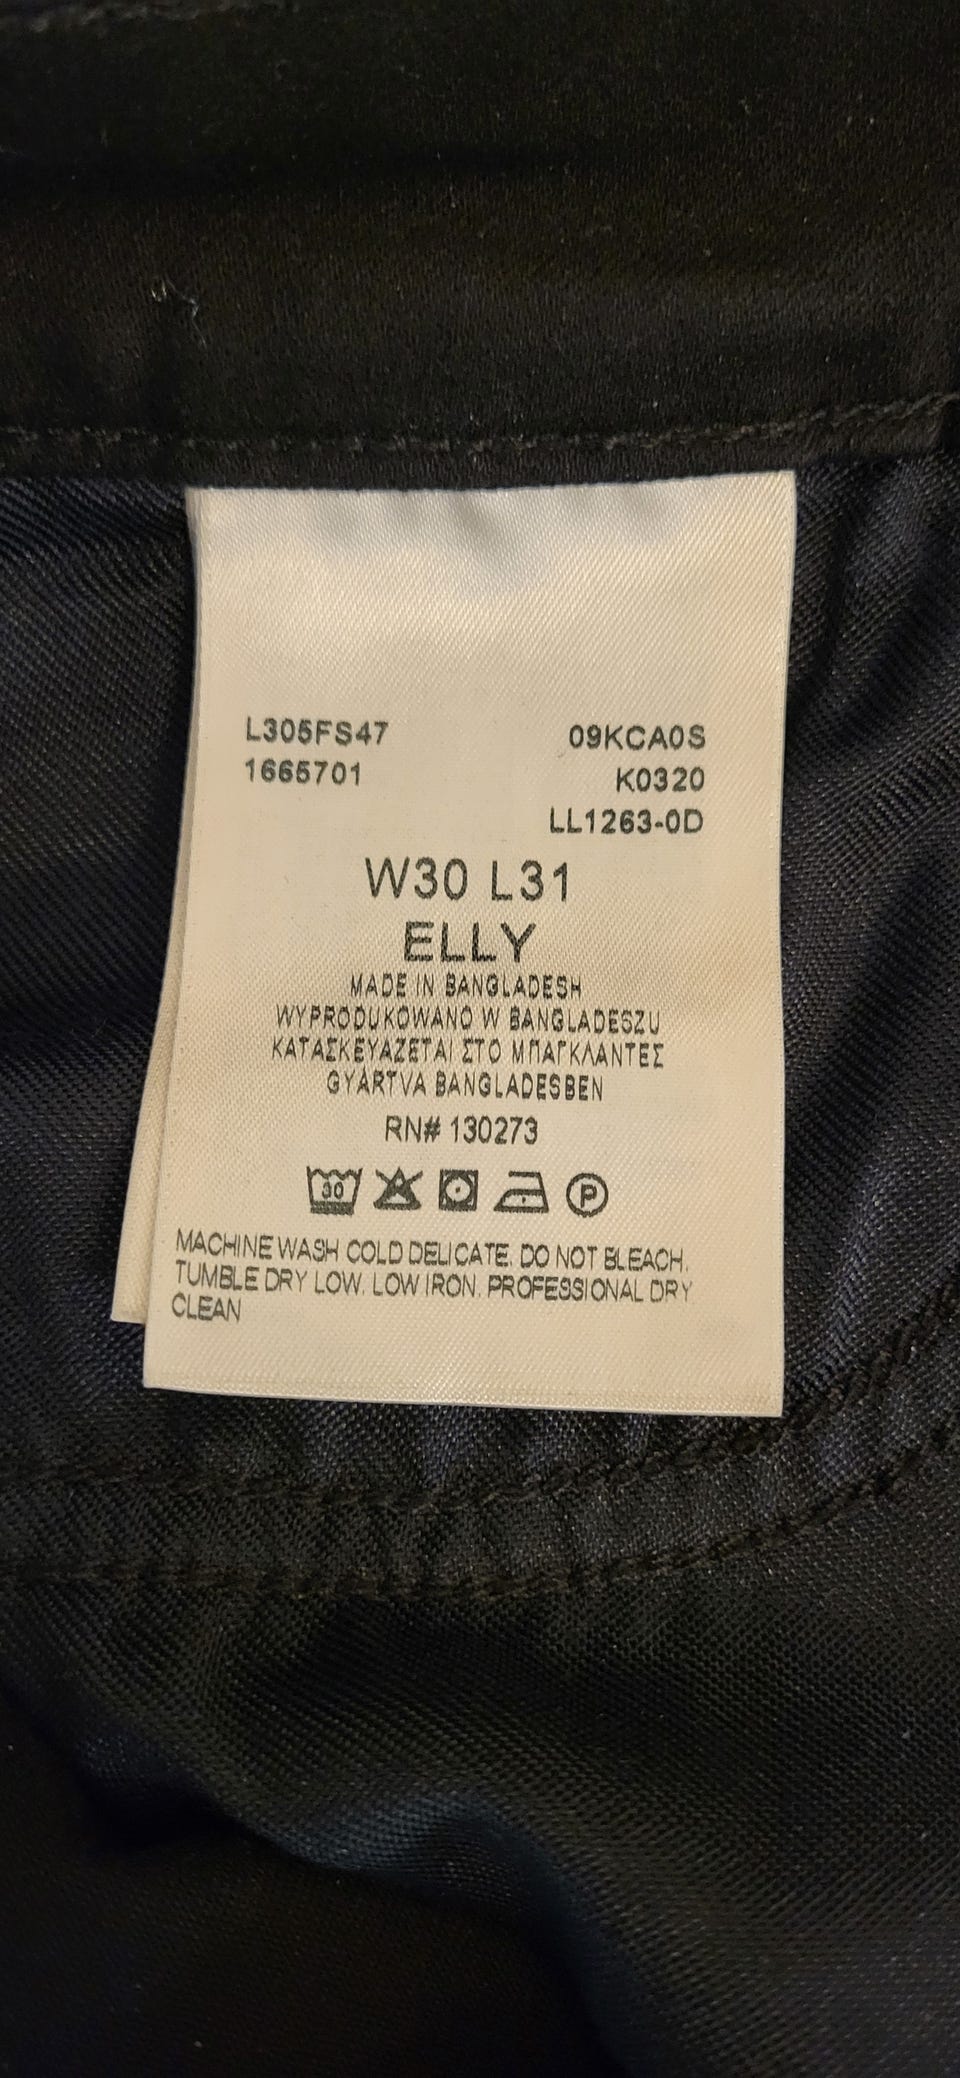 L305FS47 09KCA0S
1665701 K0320
LL1263-0D
W30 L31
ELLY
MADE IN BANGLADESH
WYPRODUKOWANO W BANGLADESZU
ΚΑΤΑΣΚΕΥΑΖΕΤΑΙ ΣΤΟ ΜΠΑΓΚΛΑΝΤΕΣ
GYÁRTVA BANGLADESBEN
RN# 130273
30 P
MACHINE WASH COLD DELICATE. DO NOT BLEACH.
TUMBLE DRY LOW. LOW IRON. PROFESSIONAL DRY
CLEAN